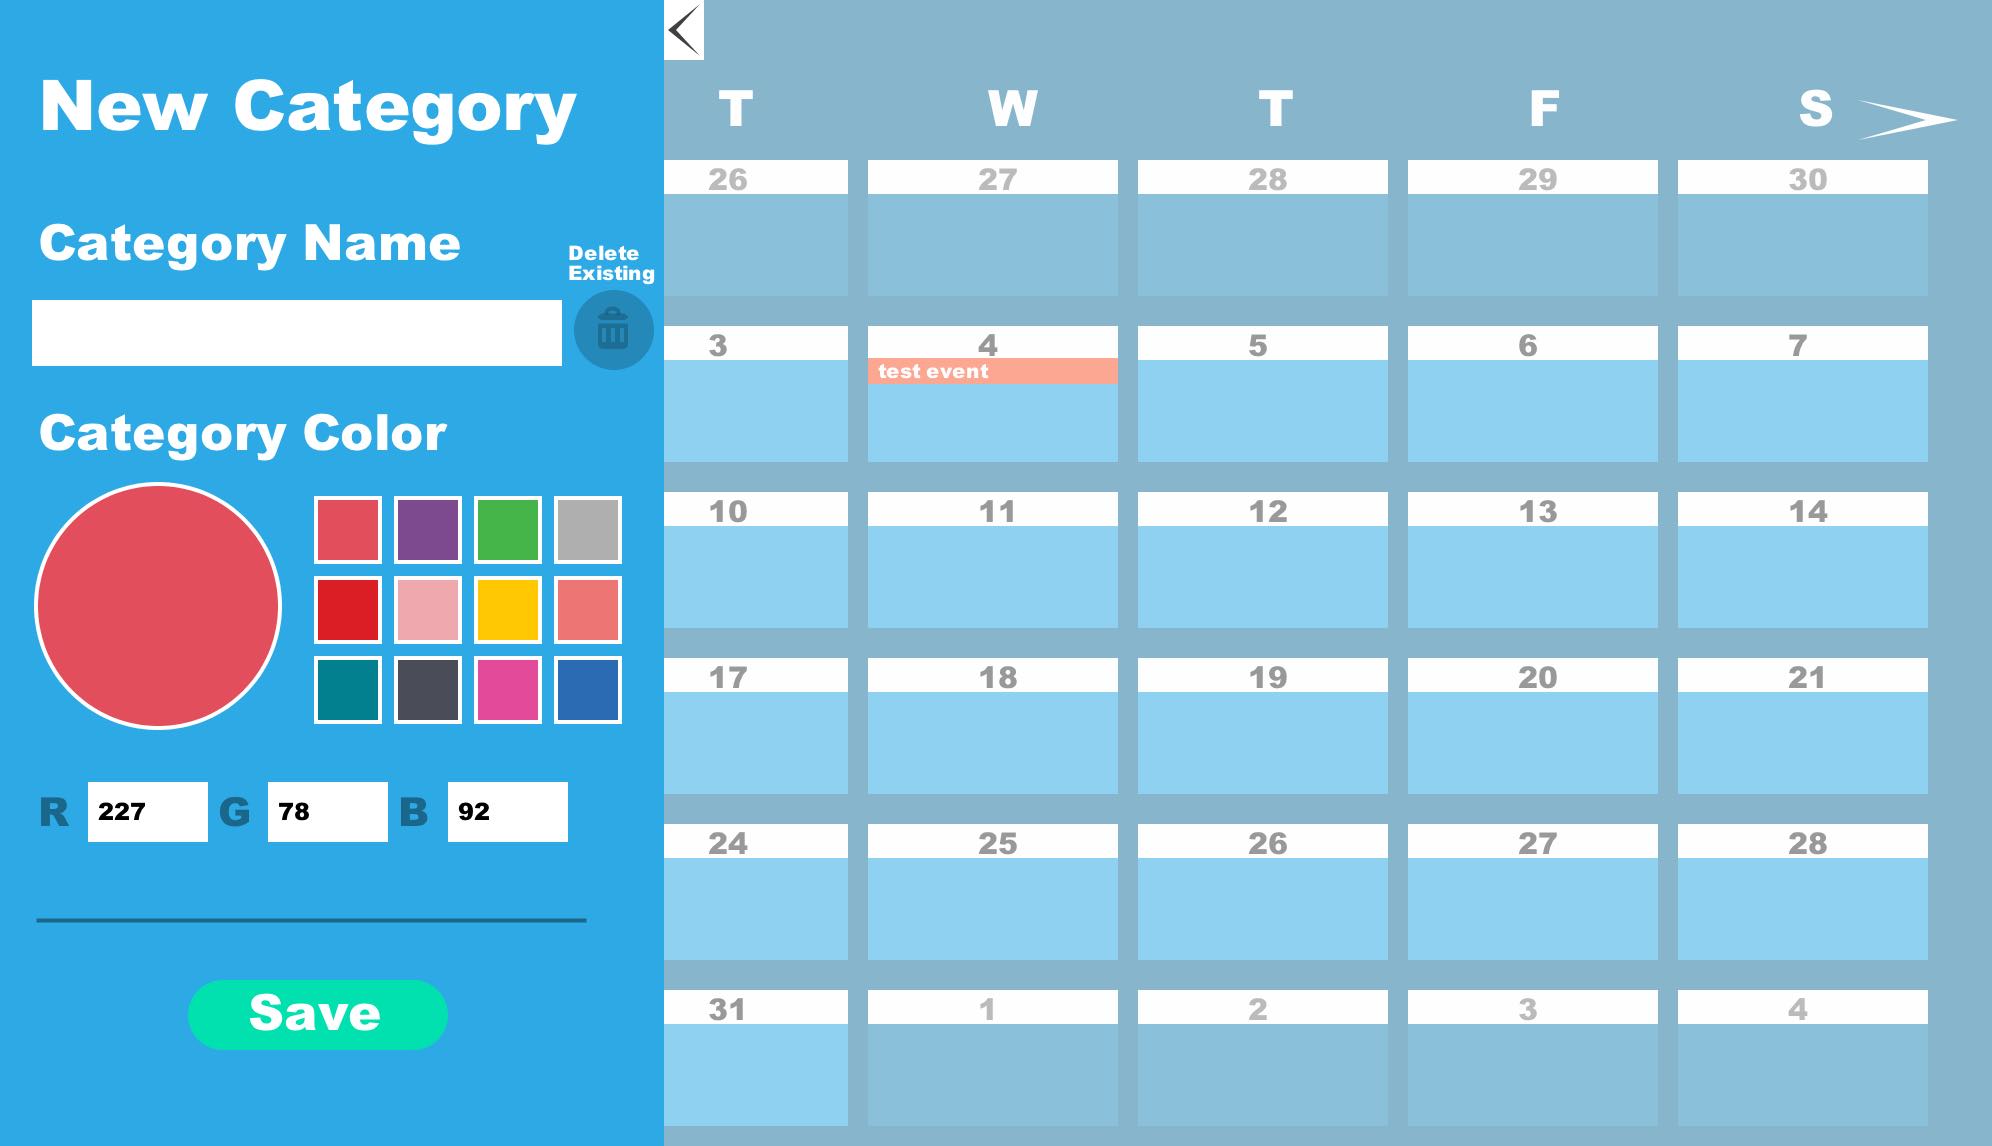 New Category
Category Name
Delete
Existing
Category Color
R 227 G 78 B 92
Save
T W T F S
26 27 28 29 30
3 4 5 6 7
test event
10 11 12 13 14
17 18 19 20 21
24 25 26 27 28
31 1 2 3 4